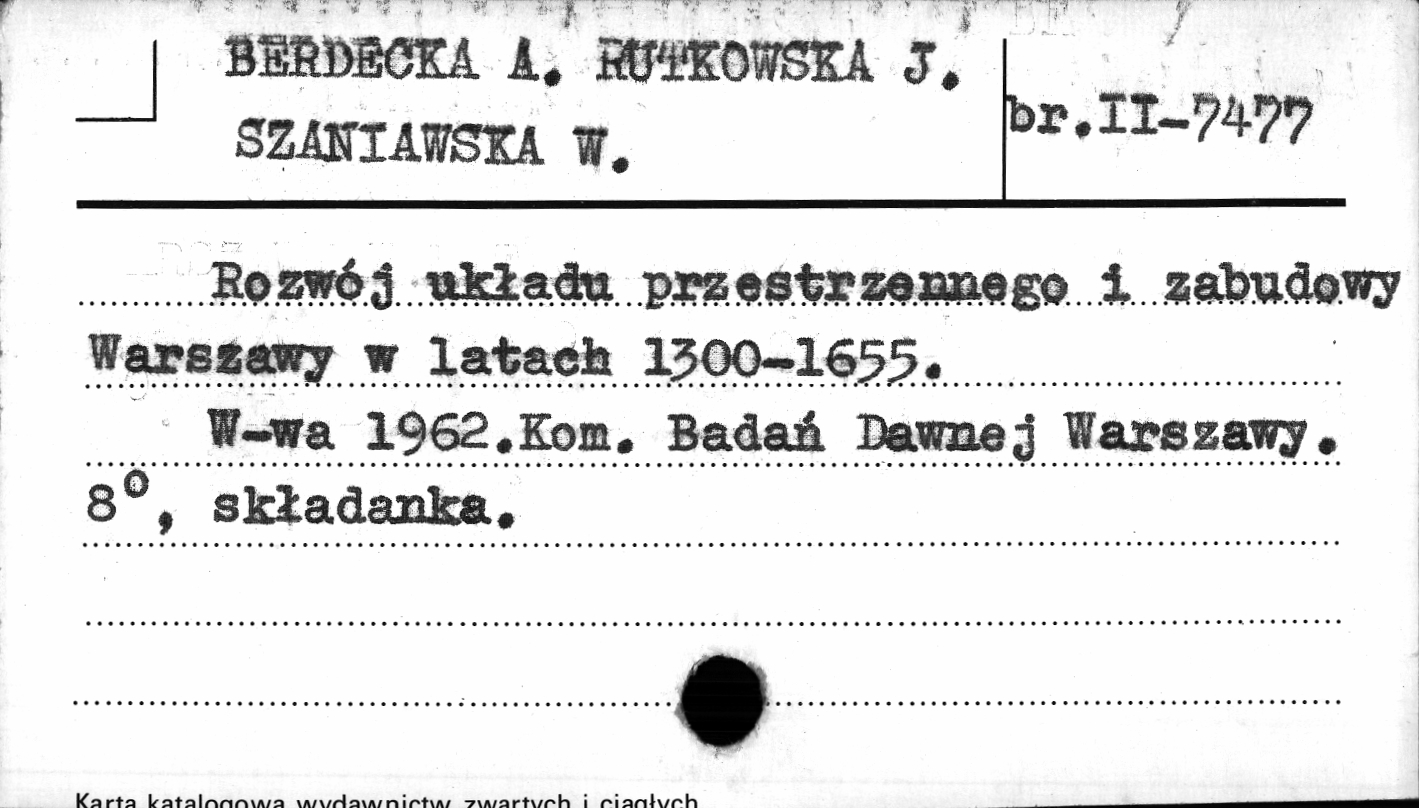 BERDECKA A. RUTKOWSKA J.
SZANIAWSKA W.
br.II-7477
Rozwój układu przestrzennego i zabudowy
Warszawy w latach 1300-1655.
W-wa 1962.Kom. Badań Dawnej Warszawy.
8°, składanka.
Karta katalogowa wydawnictw zwartych i ciągłych